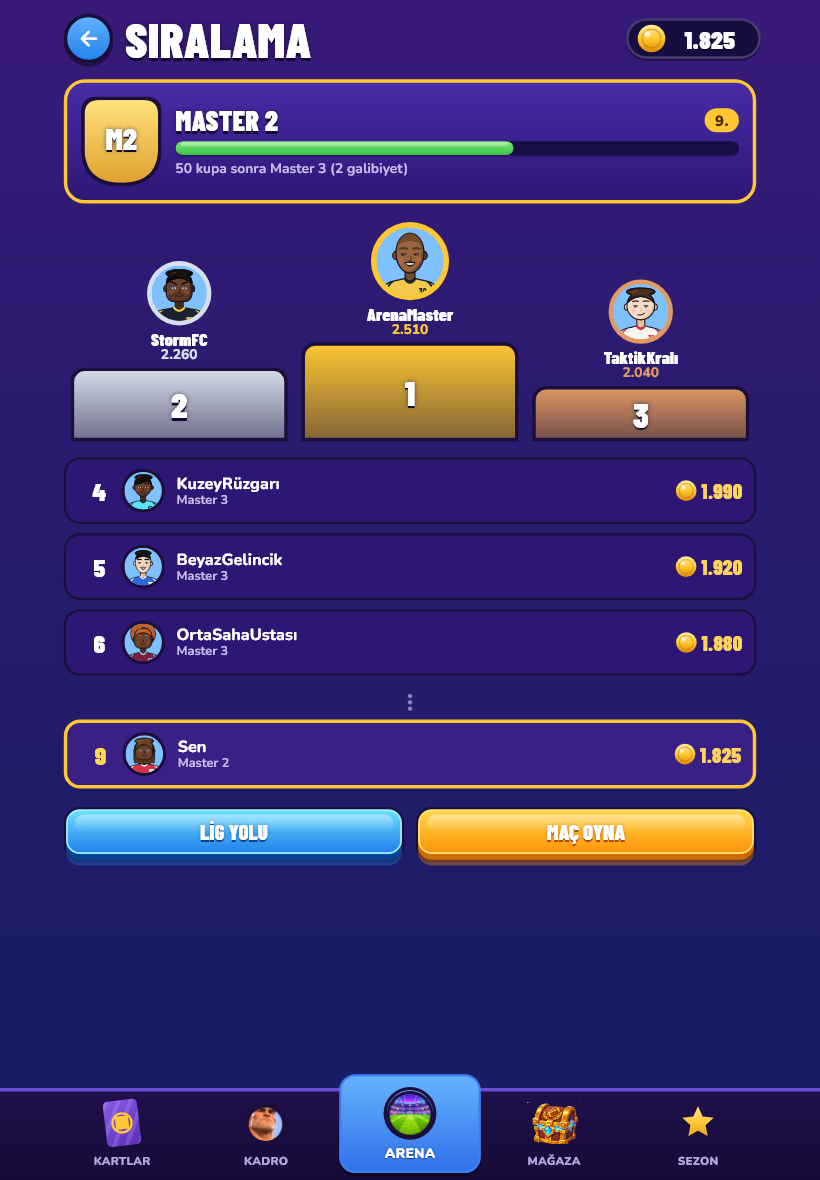 SIRALAMA
1.825
M2
MASTER 2
9.
50 kupa sonra Master 3 (2 galibiyet)
ArenaMaster
2.510
StormFC
2.260
TaktikKralı
2.040
2
1
3
4
KuzeyRüzgarı
Master 3
1.990
5
BeyazGelincik
Master 3
1.920
6
OrtaSahaUstası
Master 3
1.880
9
Sen
Master 2
1.825
LİG YOLU
MAÇ OYNA
KARTLAR
KADRO
ARENA
MAĞAZA
SEZON